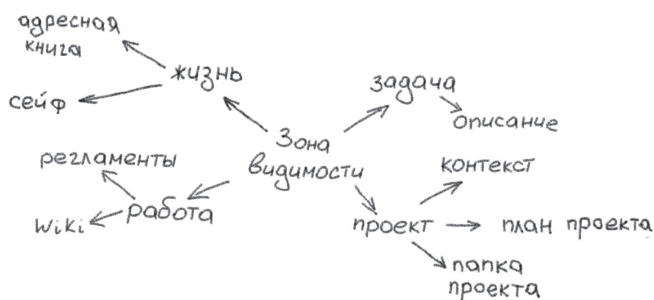 адресная
книга
жизнь
сейф
задача
описание
Зона
видимости
регламенты
Wiki
работа
контекст
проект
план проекта
папка
проекта